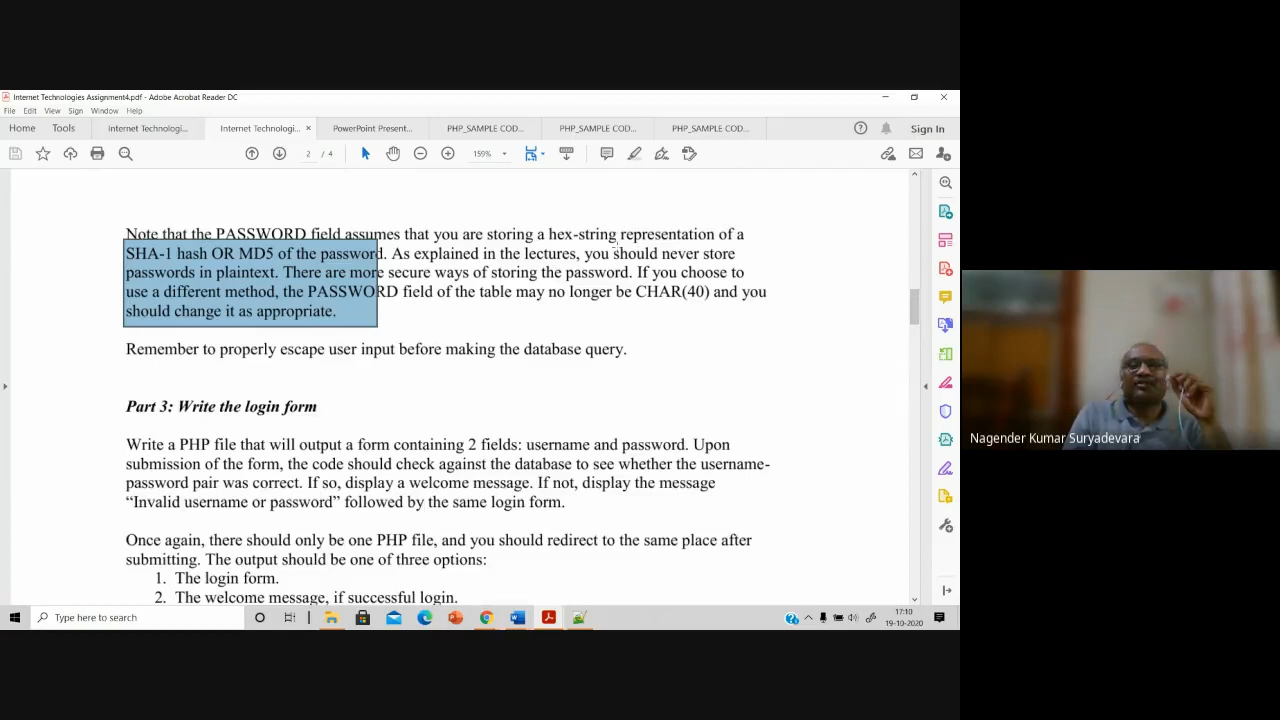 Internet Technologies Assignment4.pdf - Adobe Acrobat Reader DC
File Edit View Sign Window Help
Home Tools Internet Technologi... Internet Technologi... × PowerPoint Present... PHP_SAMPLE COD... PHP_SAMPLE COD... PHP_SAMPLE COD... Sign In
2 / 4 159%
Note that the PASSWORD field assumes that you are storing a hex-string representation of a
SHA-1 hash OR MD5 of the password. As explained in the lectures, you should never store
passwords in plaintext. There are more secure ways of storing the password. If you choose to
use a different method, the PASSWORD field of the table may no longer be CHAR(40) and you
should change it as appropriate.
Remember to properly escape user input before making the database query.
Part 3: Write the login form
Write a PHP file that will output a form containing 2 fields: username and password. Upon
submission of the form, the code should check against the database to see whether the username-
password pair was correct. If so, display a welcome message. If not, display the message
“Invalid username or password” followed by the same login form.
Once again, there should only be one PHP file, and you should redirect to the same place after
submitting. The output should be one of three options:
1. The login form.
2. The welcome message, if successful login.
Nagender Kumar Suryadevara
Type here to search
17:10
19-10-2020